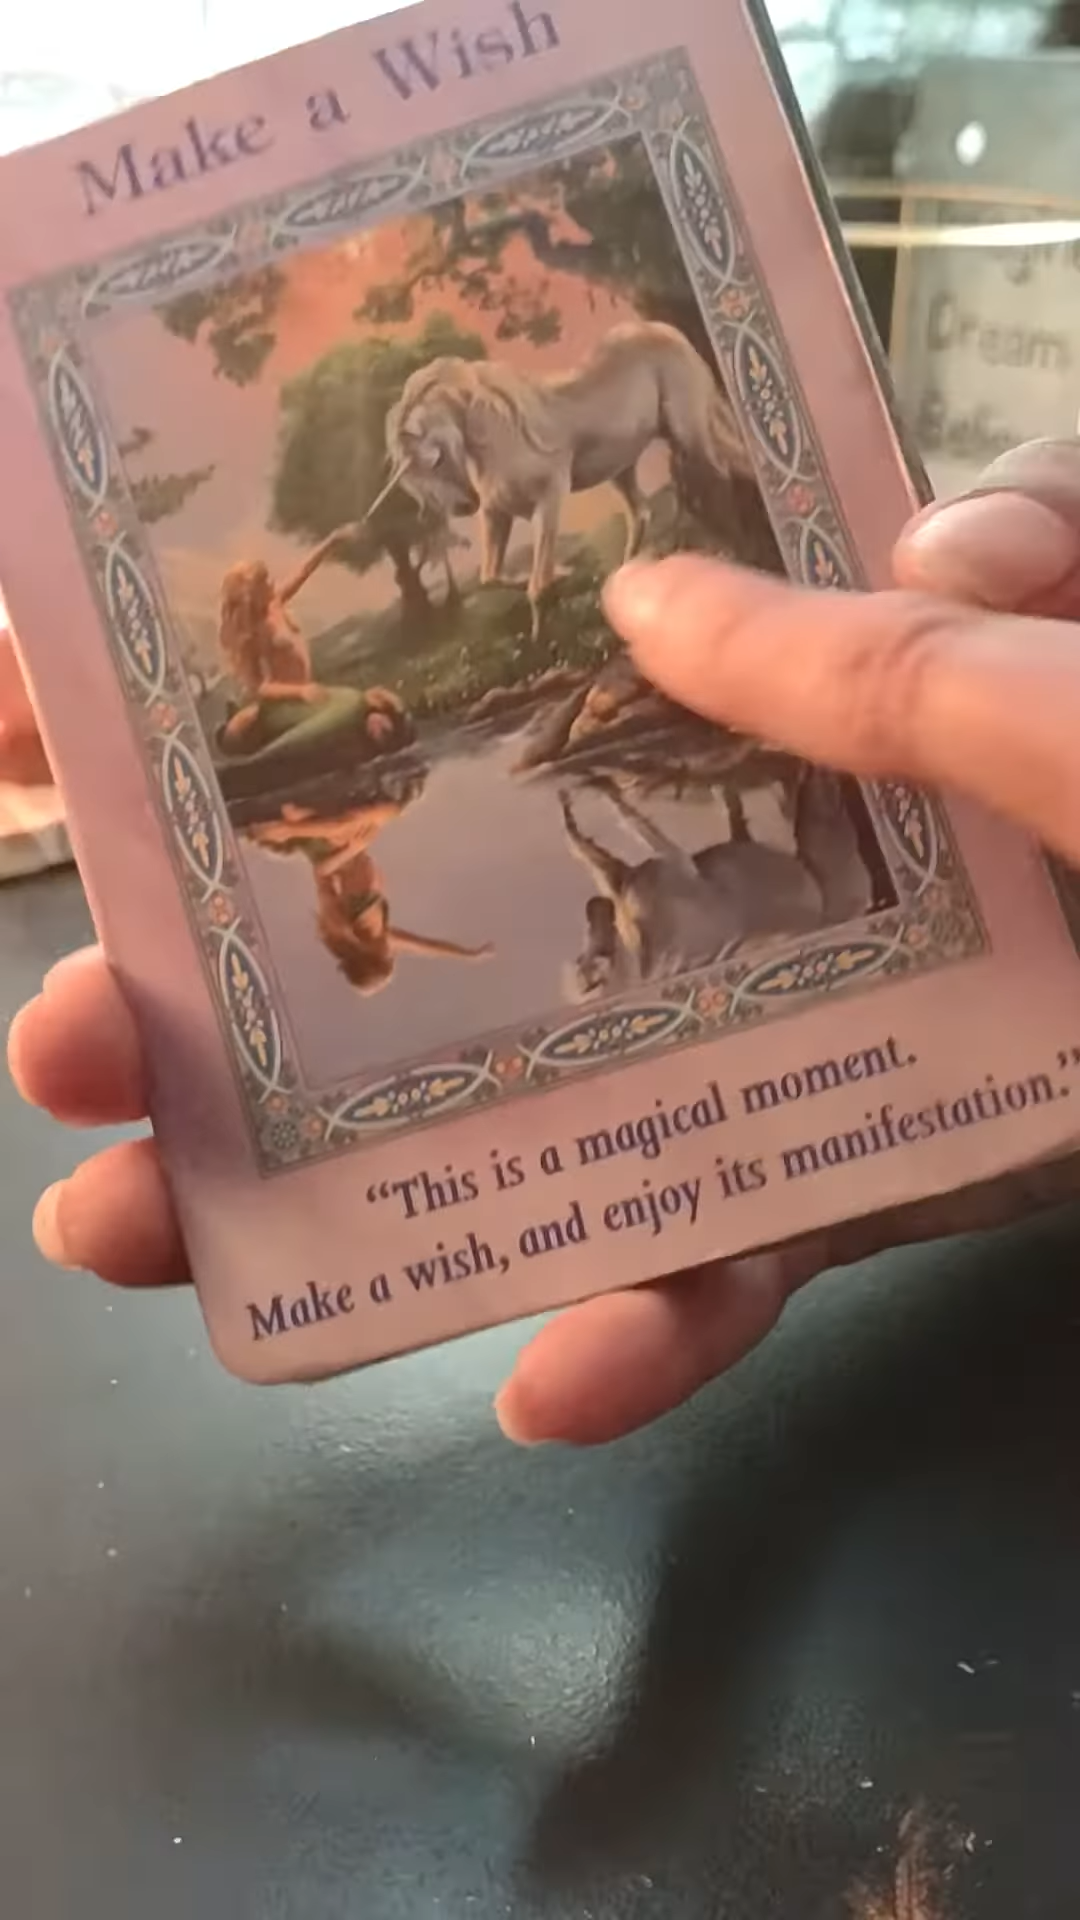 Make a Wish
Dream
“This is a magical moment.
Make a wish, and enjoy its manifestation.”